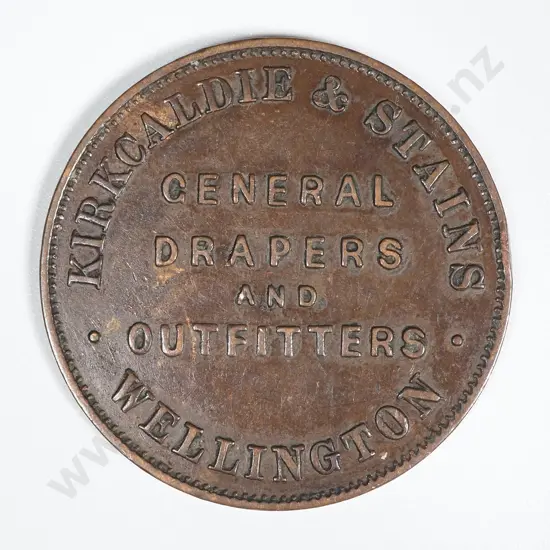 KIRKCALDIE & STAINS
GENERAL
DRAPERS
AND
· OUTFITTERS ·
WELLINGTON